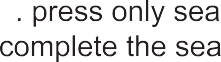 . press only sea
complete the sea